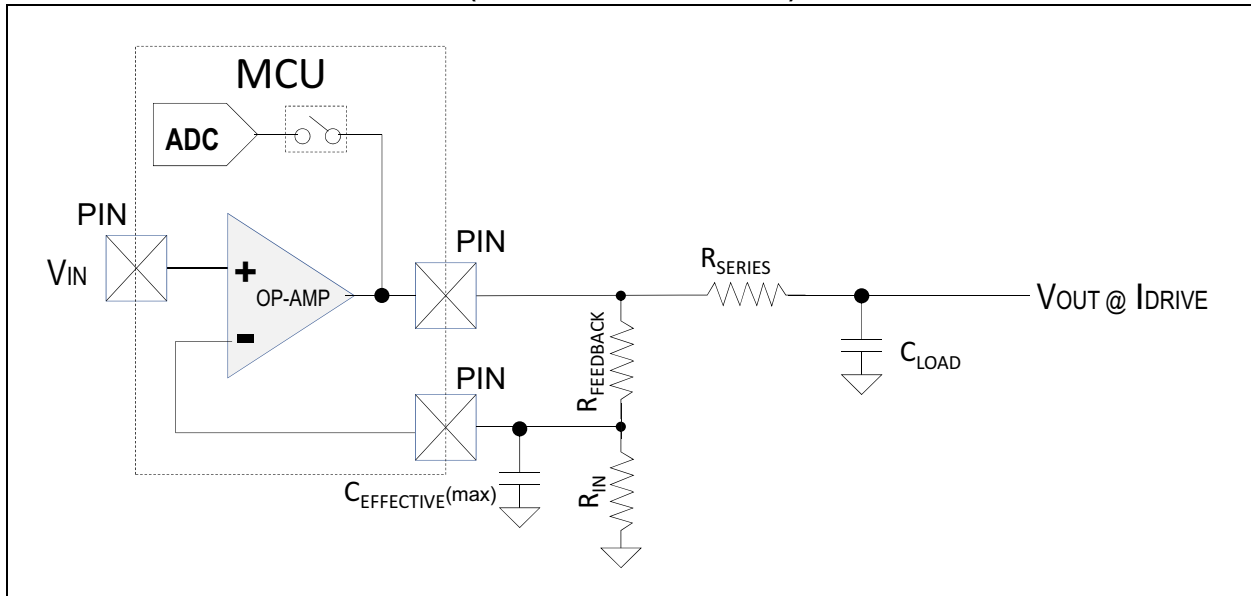 MCU
ADC
PIN
VIN
+
OP-AMP
-
PIN
RSERIES
VOUT @ IDRIVE
CLOAD
RFEEDBACK
PIN
CEFFECTIVE(max)
RIN